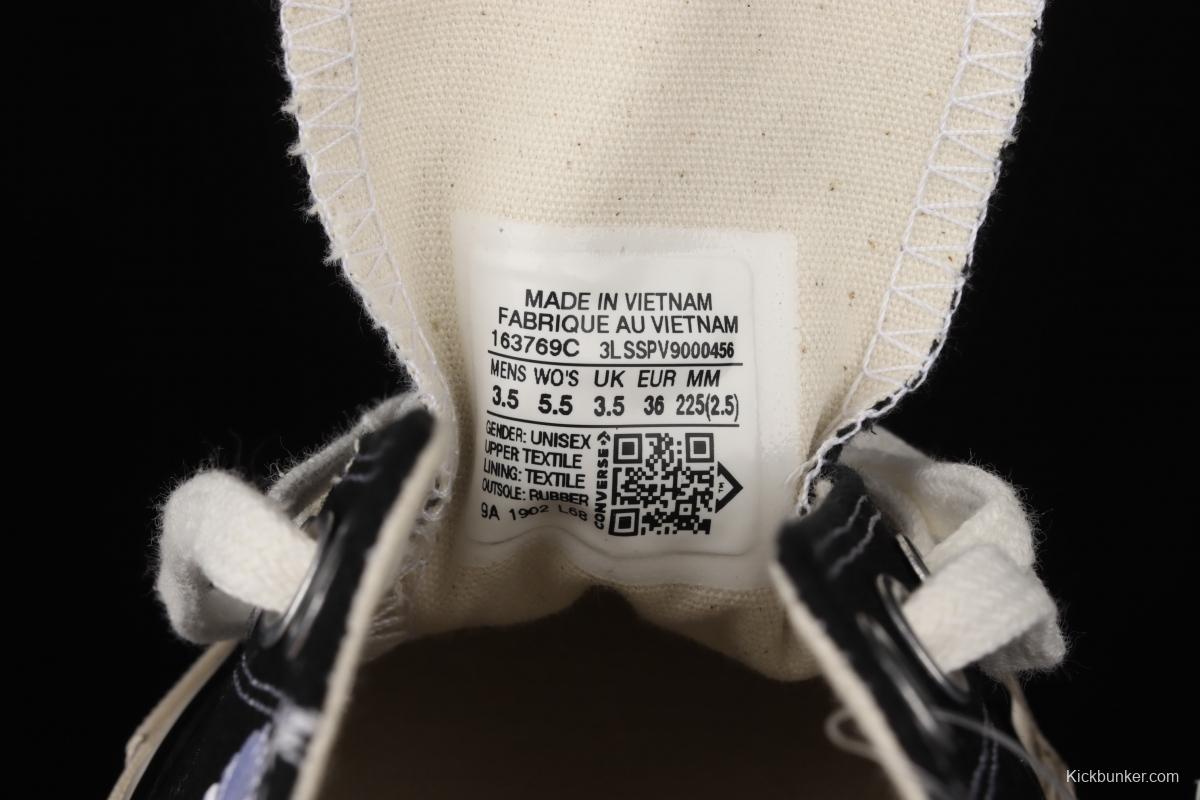 MADE IN VIETNAM
FABRIQUE AU VIETNAM
163769C 3LSSPV9000456
MENS WO'S UK EUR MM
3.5 5.5 3.5 36 225(2.5)
GENDER: UNISEX
UPPER TEXTILE
LINING: TEXTILE
OUTSOLE: RUBBER
9A 1902 L68
CONVERSE
Kickbunker.com